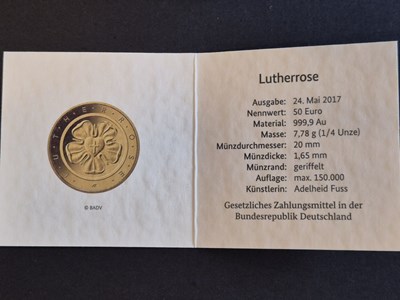 LUTHERROSE
© BADV
Lutherrose
Ausgabe: 24. Mai 2017
Nennwert: 50 Euro
Material: 999,9 Au
Masse: 7,78 g (1/4 Unze)
Münzdurchmesser: 20 mm
Münzdicke: 1,65 mm
Münzrand: geriffelt
Auflage: max. 150.000
Künstlerin: Adelheid Fuss
Gesetzliches Zahlungsmittel in der
Bundesrepublik Deutschland